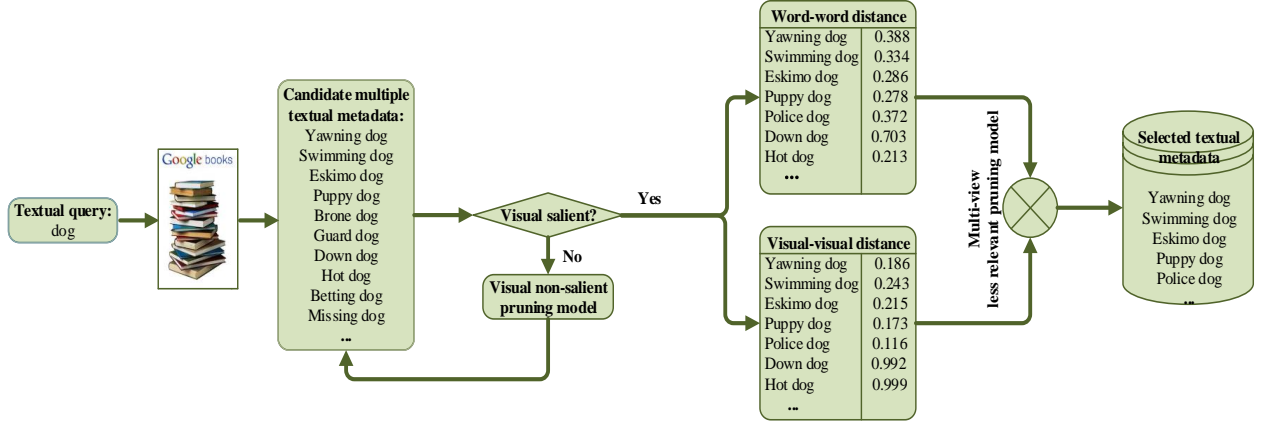 Textual query:
dog
Google books
Candidate multiple
textual metadata:
Yawning dog
Swimming dog
Eskimo dog
Puppy dog
Brone dog
Guard dog
Down dog
Hot dog
Betting dog
Missing dog
...
Visual salient?
Yes
No
Visual non-salient
pruning model
Word-word distance
Yawning dog 0.388
Swimming dog 0.334
Eskimo dog 0.286
Puppy dog 0.278
Police dog 0.372
Down dog 0.703
Hot dog 0.213
...
Visual-visual distance
Yawning dog 0.186
Swimming dog 0.243
Eskimo dog 0.215
Puppy dog 0.173
Police dog 0.116
Down dog 0.992
Hot dog 0.999
...
Multi-view
less relevant pruning model
Selected textual
metadata
Yawning dog
Swimming dog
Eskimo dog
Puppy dog
Police dog
...